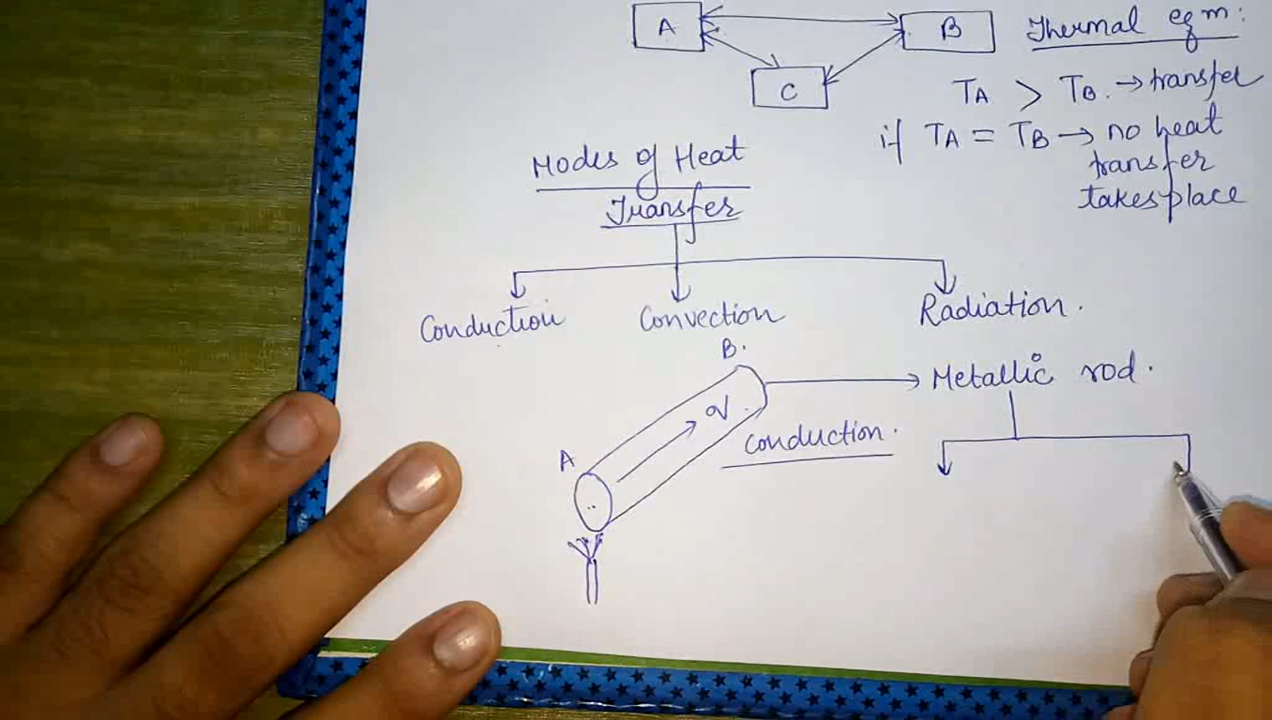 A
B
C
Thermal eqm:
TA > TB. → transfer
if TA = TB → no heat
transfer
takes place
Modes of Heat
Transfer
Conduction
Convection
Radiation.
B.
A
Metallic rod.
conduction.